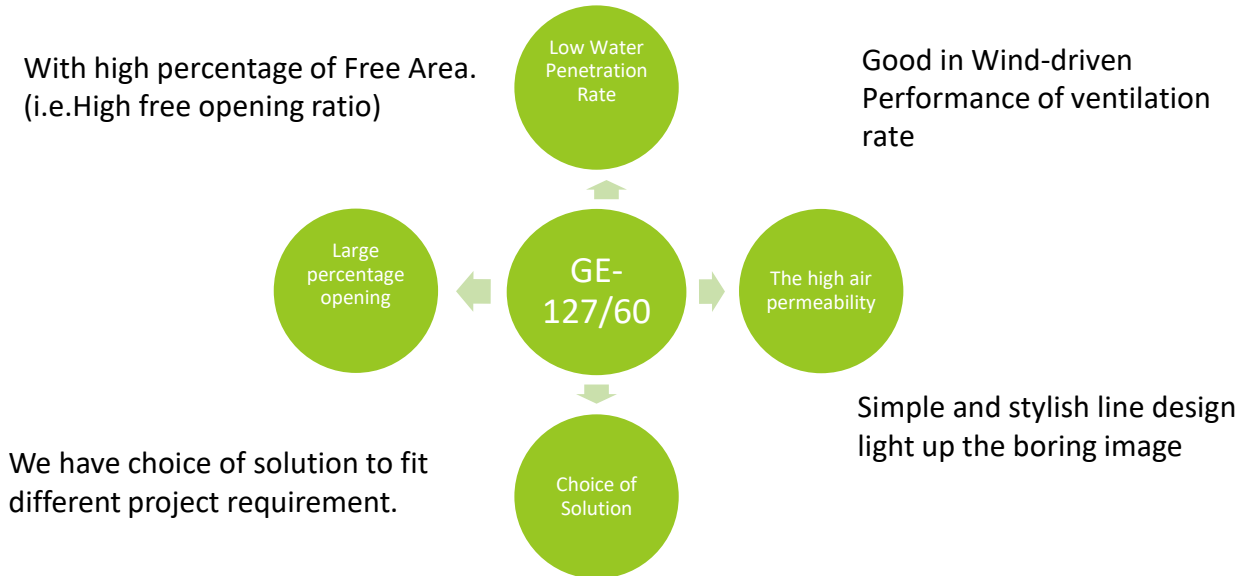 With high percentage of Free Area.
(i.e.High free opening ratio)
Low Water
Penetration
Rate
Good in Wind-driven
Performance of ventilation
rate
Large
percentage
opening
GE-
127/60
The high air
permeability
We have choice of solution to fit
different project requirement.
Choice of
Solution
Simple and stylish line design
light up the boring image